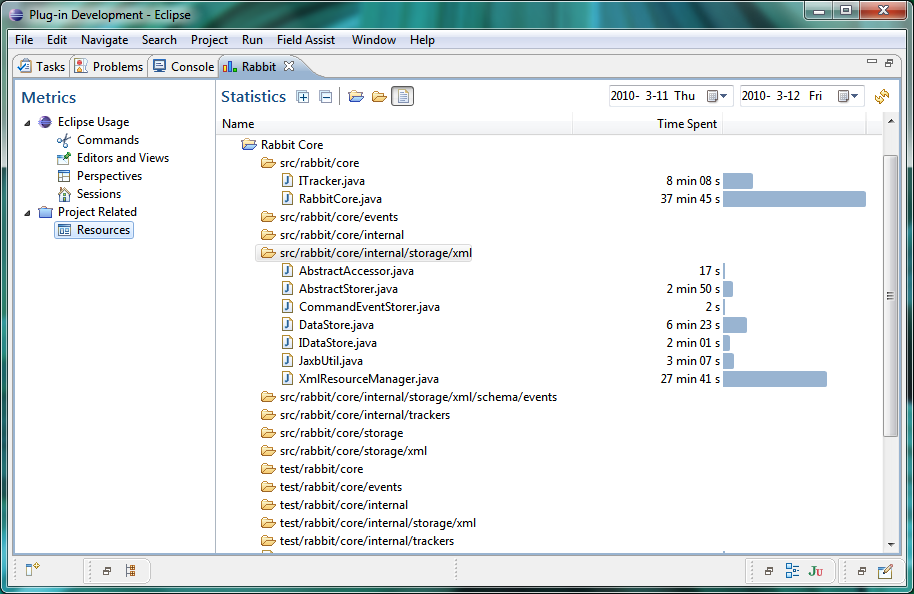 Plug-in Development - Eclipse
File Edit Navigate Search Project Run Field Assist Window Help
Tasks Problems Console Rabbit
Metrics
Eclipse Usage
Commands
Editors and Views
Perspectives
Sessions
Project Related
Resources
Statistics 2010- 3-11 Thu 2010- 3-12 Fri
Name Time Spent
Rabbit Core
src/rabbit/core
ITracker.java 8 min 08 s
RabbitCore.java 37 min 45 s
src/rabbit/core/events
src/rabbit/core/internal
src/rabbit/core/internal/storage/xml
AbstractAccessor.java 17 s
AbstractStorer.java 2 min 50 s
CommandEventStorer.java 2 s
DataStore.java 6 min 23 s
IDataStore.java 2 min 01 s
JaxbUtil.java 3 min 07 s
XmlResourceManager.java 27 min 41 s
src/rabbit/core/internal/storage/xml/schema/events
src/rabbit/core/internal/trackers
src/rabbit/core/storage
src/rabbit/core/storage/xml
test/rabbit/core
test/rabbit/core/events
test/rabbit/core/internal
test/rabbit/core/internal/storage/xml
test/rabbit/core/internal/trackers
Ju